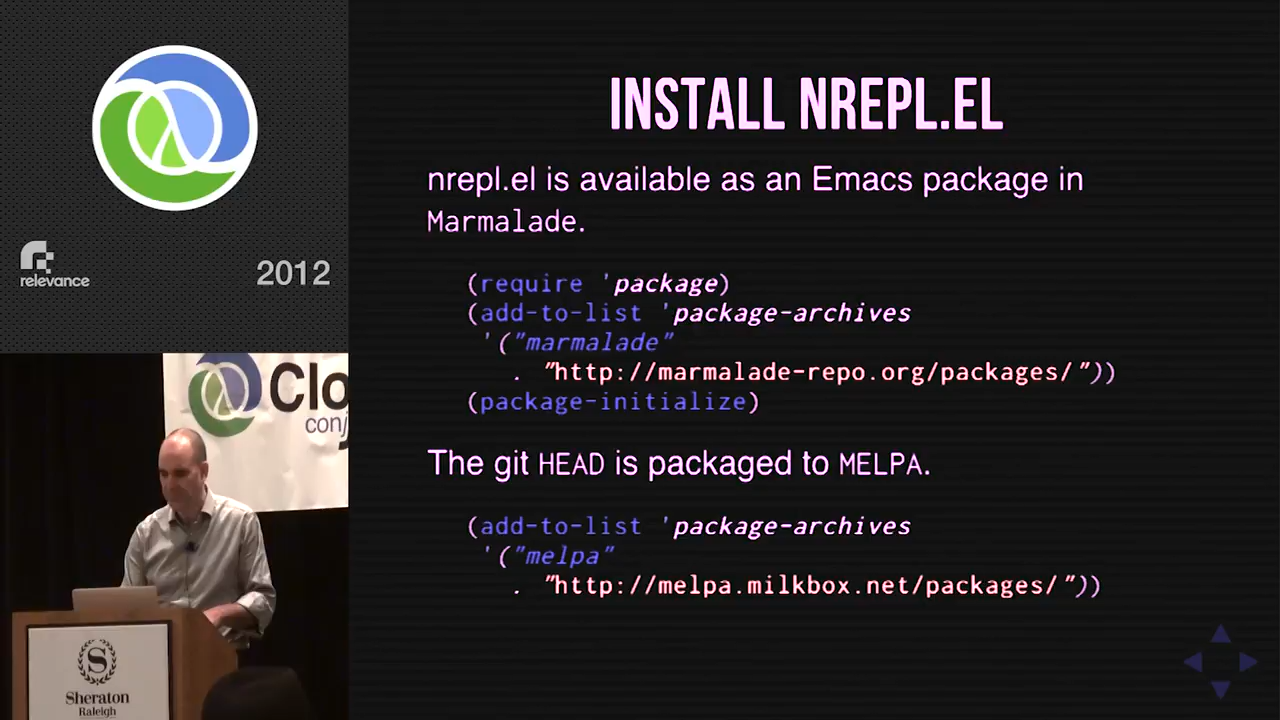 relevance
2012
Clo
conj
S
Sheraton
Raleigh
INSTALL NREPL.EL
nrepl.el is available as an Emacs package in
Marmalade.
(require 'package)
(add-to-list 'package-archives
'("marmalade"
. "http://marmalade-repo.org/packages/"))
(package-initialize)
The git HEAD is packaged to MELPA.
(add-to-list 'package-archives
'("melpa"
. "http://melpa.milkbox.net/packages/"))